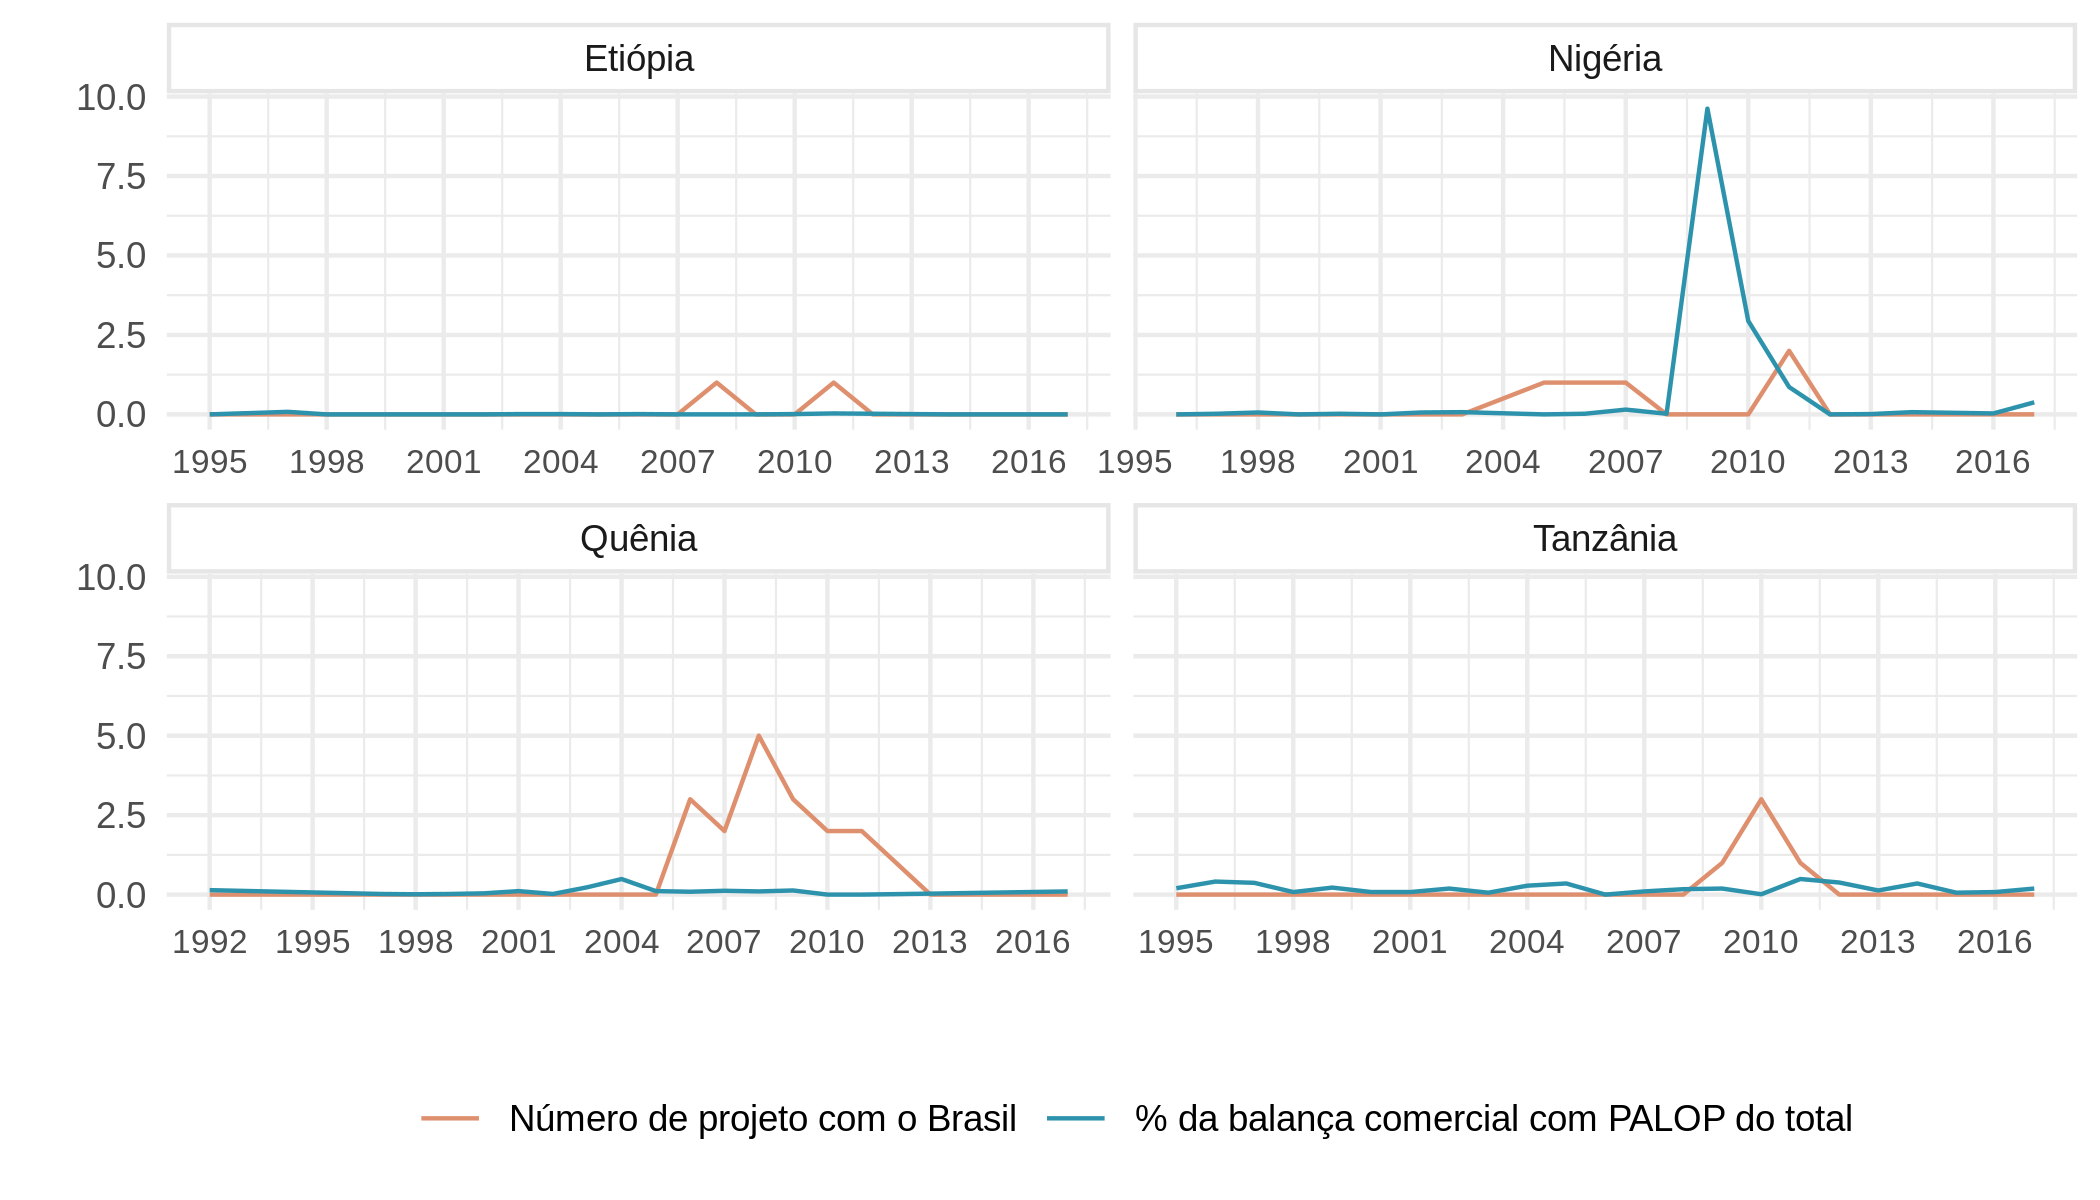 Etiópia
Nigéria
10.0
7.5
5.0
2.5
0.0
1995 1998 2001 2004 2007 2010 2013 2016 1995 1998 2001 2004 2007 2010 2013 2016
Quênia
Tanzânia
10.0
7.5
5.0
2.5
0.0
1992 1995 1998 2001 2004 2007 2010 2013 2016 1995 1998 2001 2004 2007 2010 2013 2016
Número de projeto com o Brasil
% da balança comercial com PALOP do total